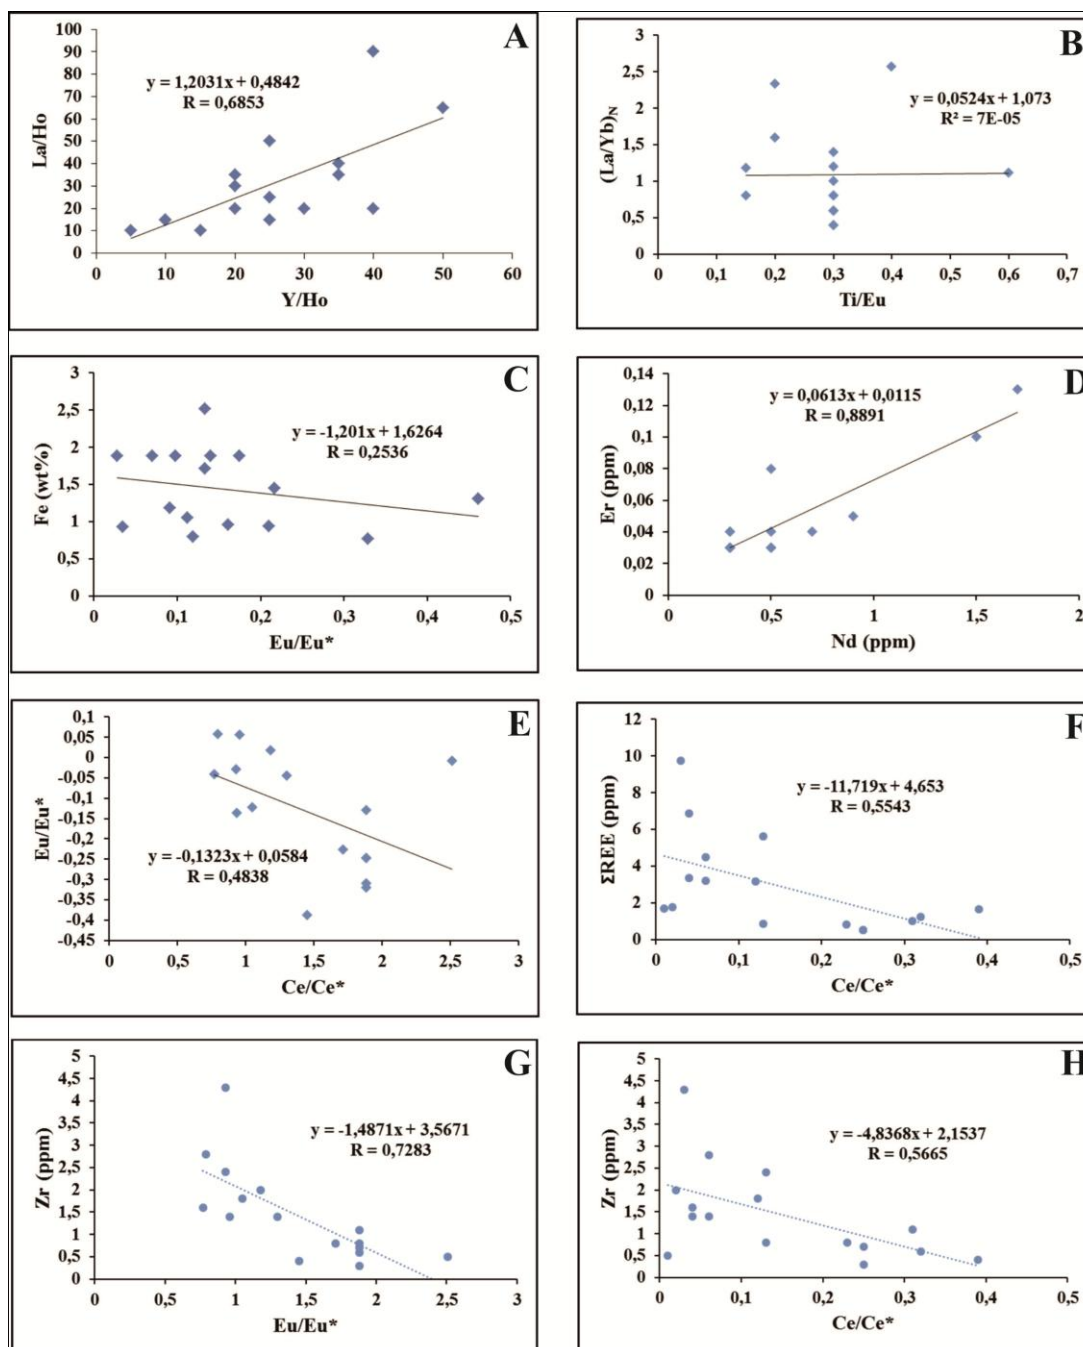 A
100
90
80
70
60
50
40
30
20
10
0
La/Ho
y = 1,2031x + 0,4842
R = 0,6853
0 10 20 30 40 50 60
Y/Ho
B
3
2,5
2
1,5
1
0,5
0
(La/Yb)N
y = 0,0524x + 1,073
R² = 7E-05
0 0,1 0,2 0,3 0,4 0,5 0,6 0,7
Ti/Eu
C
3
2,5
2
1,5
1
0,5
0
Fe (wt%)
y = -1,201x + 1,6264
R = 0,2536
0 0,1 0,2 0,3 0,4 0,5
Eu/Eu*
D
0,14
0,12
0,1
0,08
0,06
0,04
0,02
0
Er (ppm)
y = 0,0613x + 0,0115
R = 0,8891
0 0,5 1 1,5 2
Nd (ppm)
E
0,1
0,05
0
-0,05
-0,1
-0,15
-0,2
-0,25
-0,3
-0,35
-0,4
-0,45
Eu/Eu*
y = -0,1323x + 0,0584
R = 0,4838
0 0,5 1 1,5 2 2,5 3
Ce/Ce*
F
12
10
8
6
4
2
0
ΣREE (ppm)
y = -11,719x + 4,653
R = 0,5543
0 0,1 0,2 0,3 0,4 0,5
Ce/Ce*
G
5
4,5
4
3,5
3
2,5
2
1,5
1
0,5
0
Zr (ppm)
y = -1,4871x + 3,5671
R = 0,7283
0 0,5 1 1,5 2 2,5 3
Eu/Eu*
H
5
4,5
4
3,5
3
2,5
2
1,5
1
0,5
0
Zr (ppm)
y = -4,8368x + 2,1537
R = 0,5665
0 0,1 0,2 0,3 0,4 0,5
Ce/Ce*